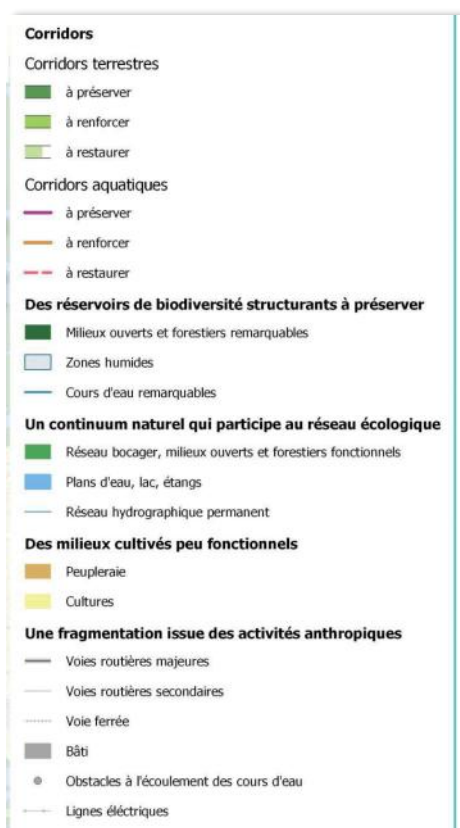 Corridors
Corridors terrestres
à préserver
à renforcer
à restaurer
Corridors aquatiques
à préserver
à renforcer
à restaurer
Des réservoirs de biodiversité structurants à préserver
Milieux ouverts et forestiers remarquables
Zones humides
Cours d'eau remarquables
Un continuum naturel qui participe au réseau écologique
Réseau bocager, milieux ouverts et forestiers fonctionnels
Plans d'eau, lac, étangs
Réseau hydrographique permanent
Des milieux cultivés peu fonctionnels
Peupleraie
Cultures
Une fragmentation issue des activités anthropiques
Voies routières majeures
Voies routières secondaires
Voie ferrée
Bâti
Obstacles à l'écoulement des cours d'eau
Lignes éléctriques